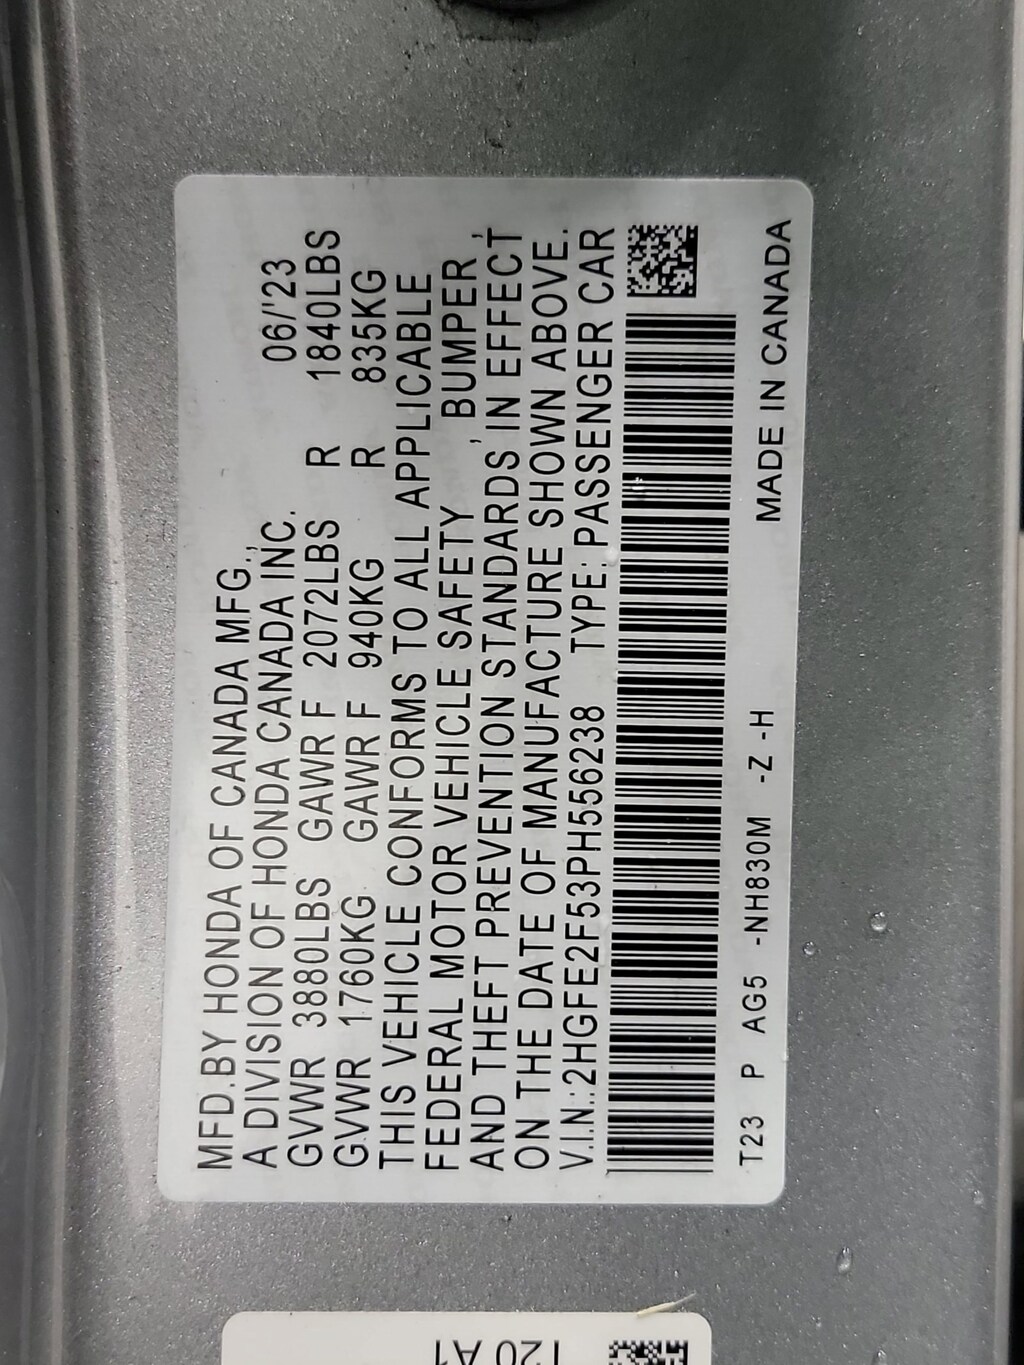 MFD.BY HONDA OF CANADA MFG.,
A DIVISION OF HONDA CANADA INC. 06/'23
GVWR 3880LBS GAWR F 2072LBS R 1840LBS
GVWR 1760KG GAWR F 940KG R 835KG
THIS VEHICLE CONFORMS TO ALL APPLICABLE
FEDERAL MOTOR VEHICLE SAFETY, BUMPER,
AND THEFT PREVENTION STANDARDS IN EFFECT
ON THE DATE OF MANUFACTURE SHOWN ABOVE.
V.I.N.:2HGFE2F53PH556238 TYPE: PASSENGER CAR
T23 P AG5 -NH830M -Z -H MADE IN CANADA